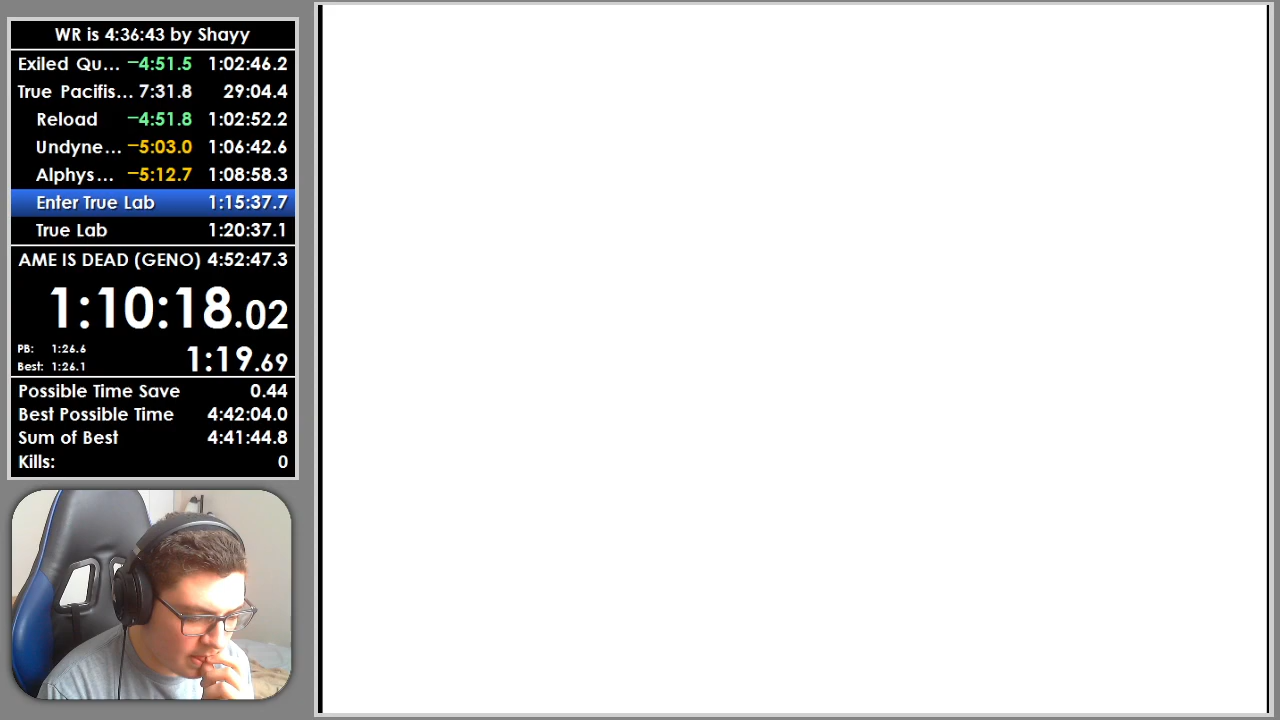 WR is 4:36:43 by Shayy
Exiled Qu... −4:51.5 1:02:46.2
True Pacifis... 7:31.8 29:04.4
Reload −4:51.8 1:02:52.2
Undyne... −5:03.0 1:06:42.6
Alphys... −5:12.7 1:08:58.3
Enter True Lab 1:15:37.7
True Lab 1:20:37.1
AME IS DEAD (GENO) 4:52:47.3
1:10:18.02
PB: 1:26.6
Best: 1:26.1
1:19.69
Possible Time Save 0.44
Best Possible Time 4:42:04.0
Sum of Best 4:41:44.8
Kills: 0